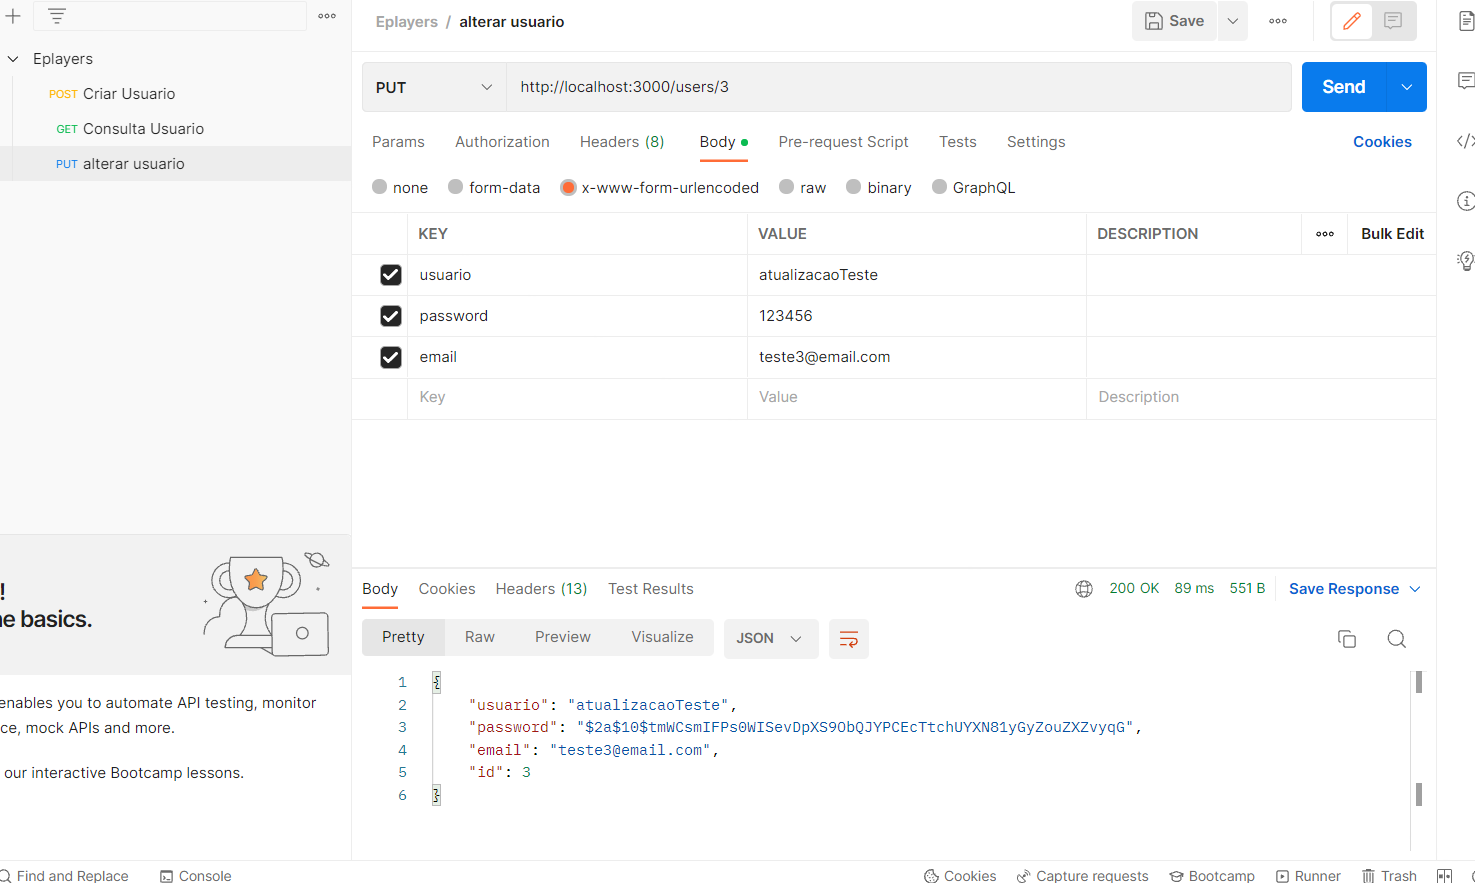 Eplayers / alterar usuario
Save
Eplayers
POST Criar Usuario
GET Consulta Usuario
PUT alterar usuario
PUT
http://localhost:3000/users/3
Send
Params Authorization Headers (8) Body Pre-request Script Tests Settings Cookies
none form-data x-www-form-urlencoded raw binary GraphQL
KEY VALUE DESCRIPTION Bulk Edit
usuario atualizacaoTeste
password 123456
email teste3@email.com
Key Value Description
!
e basics.
enables you to automate API testing, monitor
ce, mock APIs and more.
our interactive Bootcamp lessons.
Body Cookies Headers (13) Test Results 200 OK 89 ms 551 B Save Response
Pretty Raw Preview Visualize JSON
1 {
2 "usuario": "atualizacaoTeste",
3 "password": "$2a$10$tmWCsmIFPs0WISevDpXS9ObQJYPCEcTtchUYXN81yGyZouZXZvyqG",
4 "email": "teste3@email.com",
5 "id": 3
6 }
Find and Replace Console Cookies Capture requests Bootcamp Runner Trash